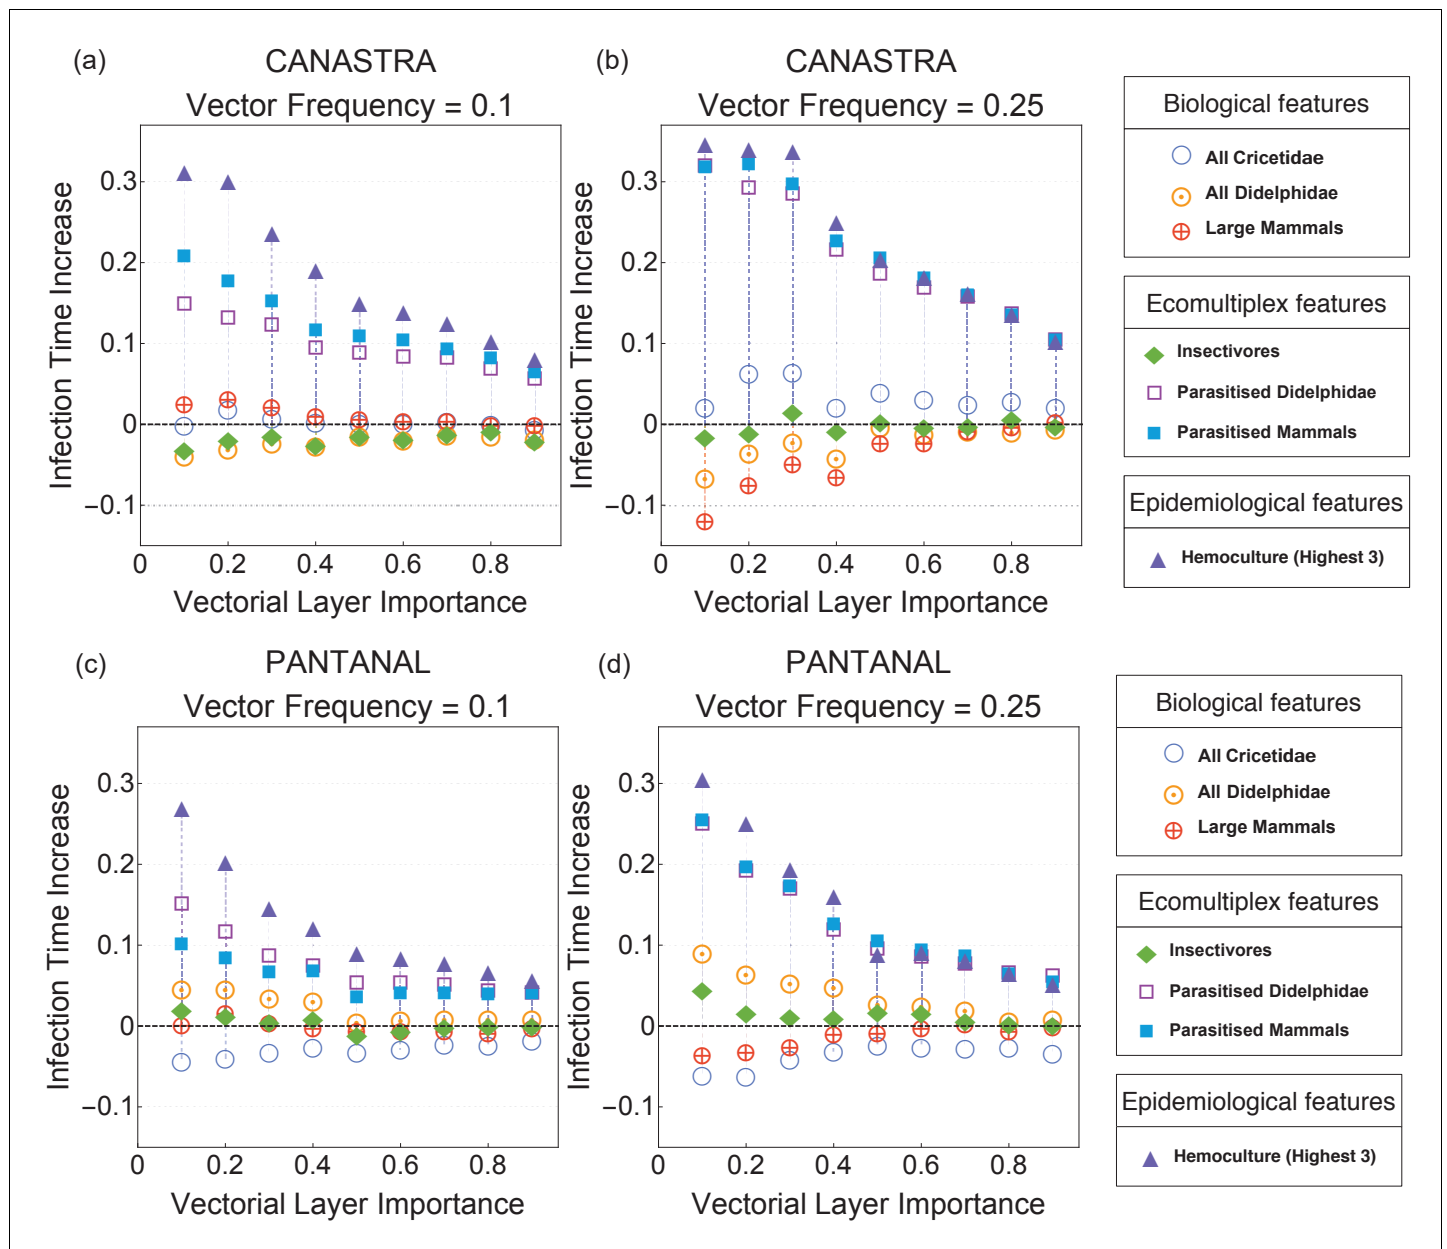 (a)
CANASTRA
Vector Frequency = 0.1
Infection Time Increase
0.3
0.2
0.1
0
−0.1
0
0.2
0.4
0.6
0.8
Vectorial Layer Importance
(b)
CANASTRA
Vector Frequency = 0.25
Infection Time Increase
0.3
0.2
0.1
0
−0.1
0
0.2
0.4
0.6
0.8
Vectorial Layer Importance
Biological features
All Cricetidae
All Didelphidae
Large Mammals
Ecomultiplex features
Insectivores
Parasitised Didelphidae
Parasitised Mammals
Epidemiological features
Hemoculture (Highest 3)
(c)
PANTANAL
Vector Frequency = 0.1
Infection Time Increase
0.3
0.2
0.1
0
−0.1
0
0.2
0.4
0.6
0.8
Vectorial Layer Importance
(d)
PANTANAL
Vector Frequency = 0.25
Infection Time Increase
0.3
0.2
0.1
0
−0.1
0
0.2
0.4
0.6
0.8
Vectorial Layer Importance
Biological features
All Cricetidae
All Didelphidae
Large Mammals
Ecomultiplex features
Insectivores
Parasitised Didelphidae
Parasitised Mammals
Epidemiological features
Hemoculture (Highest 3)